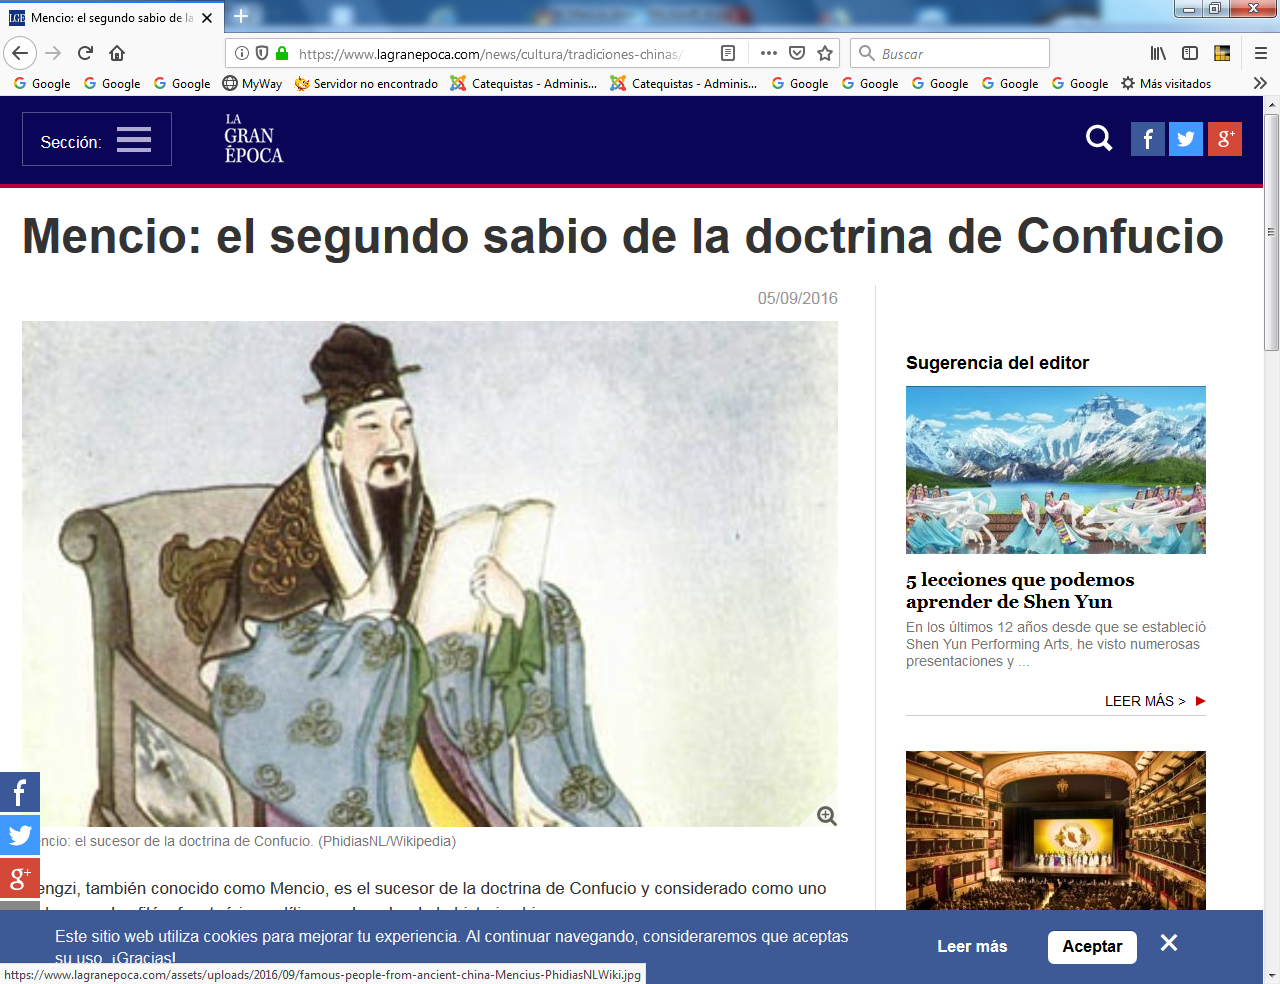 Mencio: el segundo sabio de la
https://www.lagranepoca.com/news/cultura/tradiciones-chinas/
Buscar
Google
Google
Google
MyWay
Servidor no encontrado
Catequistas - Adminis...
Catequistas - Adminis...
Google
Google
Google
Google
Google
Más visitados
Sección:
LA
GRAN
ÉPOCA
Mencio: el segundo sabio de la doctrina de Confucio
05/09/2016
Sugerencia del editor
5 lecciones que podemos
aprender de Shen Yun
En los últimos 12 años desde que se estableció
Shen Yun Performing Arts, he visto numerosas
presentaciones y ...
LEER MÁS >
ncio: el sucesor de la doctrina de Confucio. (PhidiasNL/Wikipedia)
engzi, también conocido como Mencio, es el sucesor de la doctrina de Confucio y considerado como uno
Este sitio web utiliza cookies para mejorar tu experiencia. Al continuar navegando, consideraremos que aceptas
su uso. ¡Gracias!
Leer más
Aceptar
https://www.lagranepoca.com/assets/uploads/2016/09/famous-people-from-ancient-china-Mencius-PhidiasNLWiki.jpg